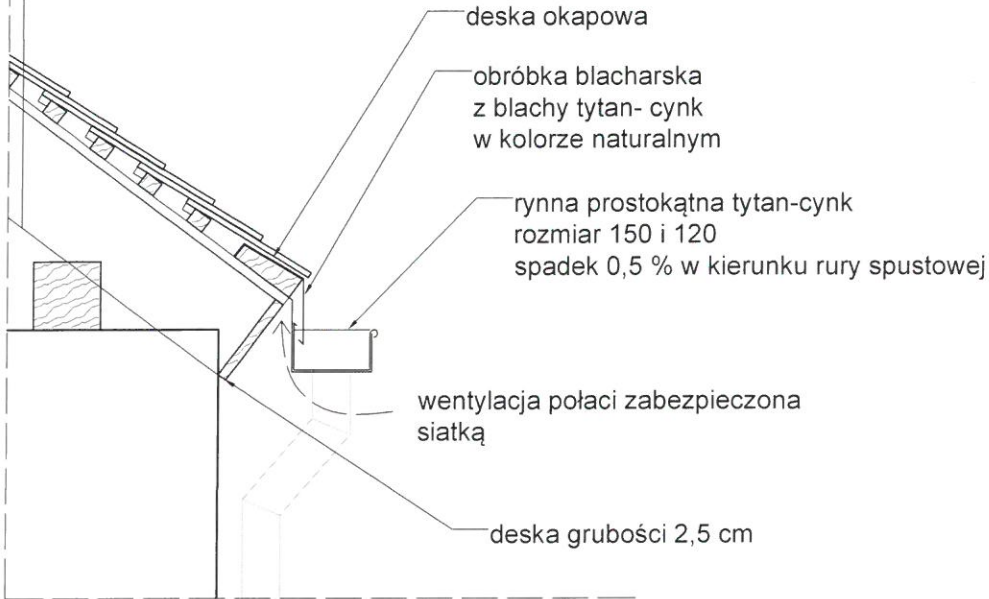 deska okapowa
obróbka blacharska
z blachy tytan- cynk
w kolorze naturalnym
rynna prostokątna tytan-cynk
rozmiar 150 i 120
spadek 0,5 % w kierunku rury spustowej
wentylacja połaci zabezpieczona
siatką
deska grubości 2,5 cm